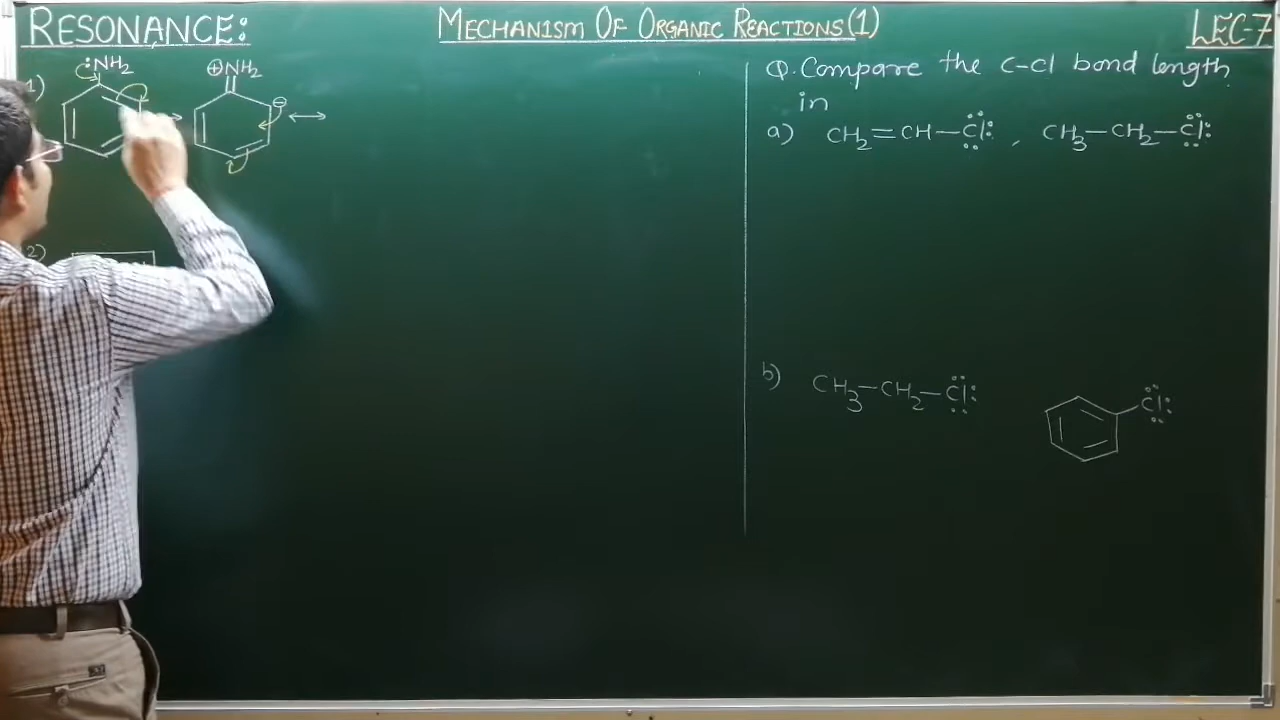 RESONANCE:
MECHANISM OF ORGANIC REACTIONS(1)
LEC-7
1)
:NH₂
⊕NH₂
⊖
2)
Q. Compare the C-Cl bond length
in
a) CH₂=CH-Cl: , CH₃-CH₂-Cl:
b) CH₃-CH₂-Cl:
Cl: